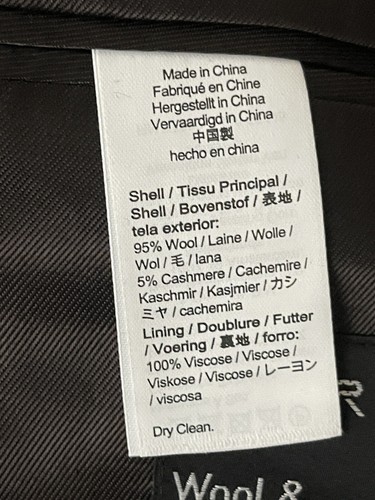 Made in China
Fabriqué en Chine
Hergestellt in China
Vervaardigd in China
中国製
hecho en china
Shell / Tissu Principal /
Shell / Bovenstof / 表地 /
tela exterior:
95% Wool / Laine / Wolle /
Wol / 毛 / lana
5% Cashmere / Cachemire /
Kaschmir / Kasjmier / カシ
ミヤ / cachemira
Lining / Doublure / Futter
/ Voering / 裏地 / forro:
100% Viscose / Viscose /
Viskose / Viscose / レーヨン
/ viscosa
Dry Clean.
R
Wool &